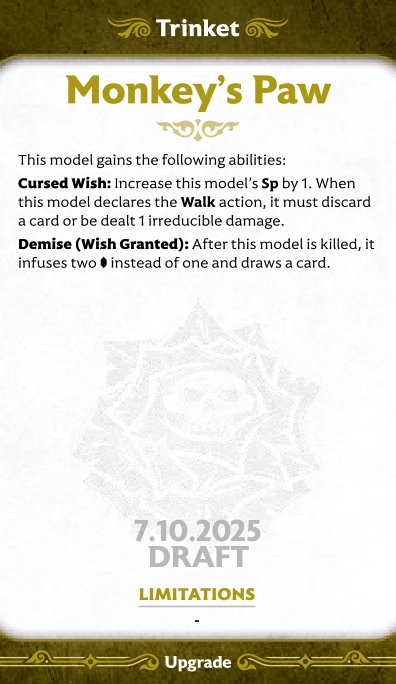 Trinket
Monkey's Paw
This model gains the following abilities:
Cursed Wish: Increase this model's Sp by 1. When
this model declares the Walk action, it must discard
a card or be dealt 1 irreducible damage.
Demise (Wish Granted): After this model is killed, it
infuses two ⬮ instead of one and draws a card.
7.10.2025
DRAFT
LIMITATIONS
-
Upgrade